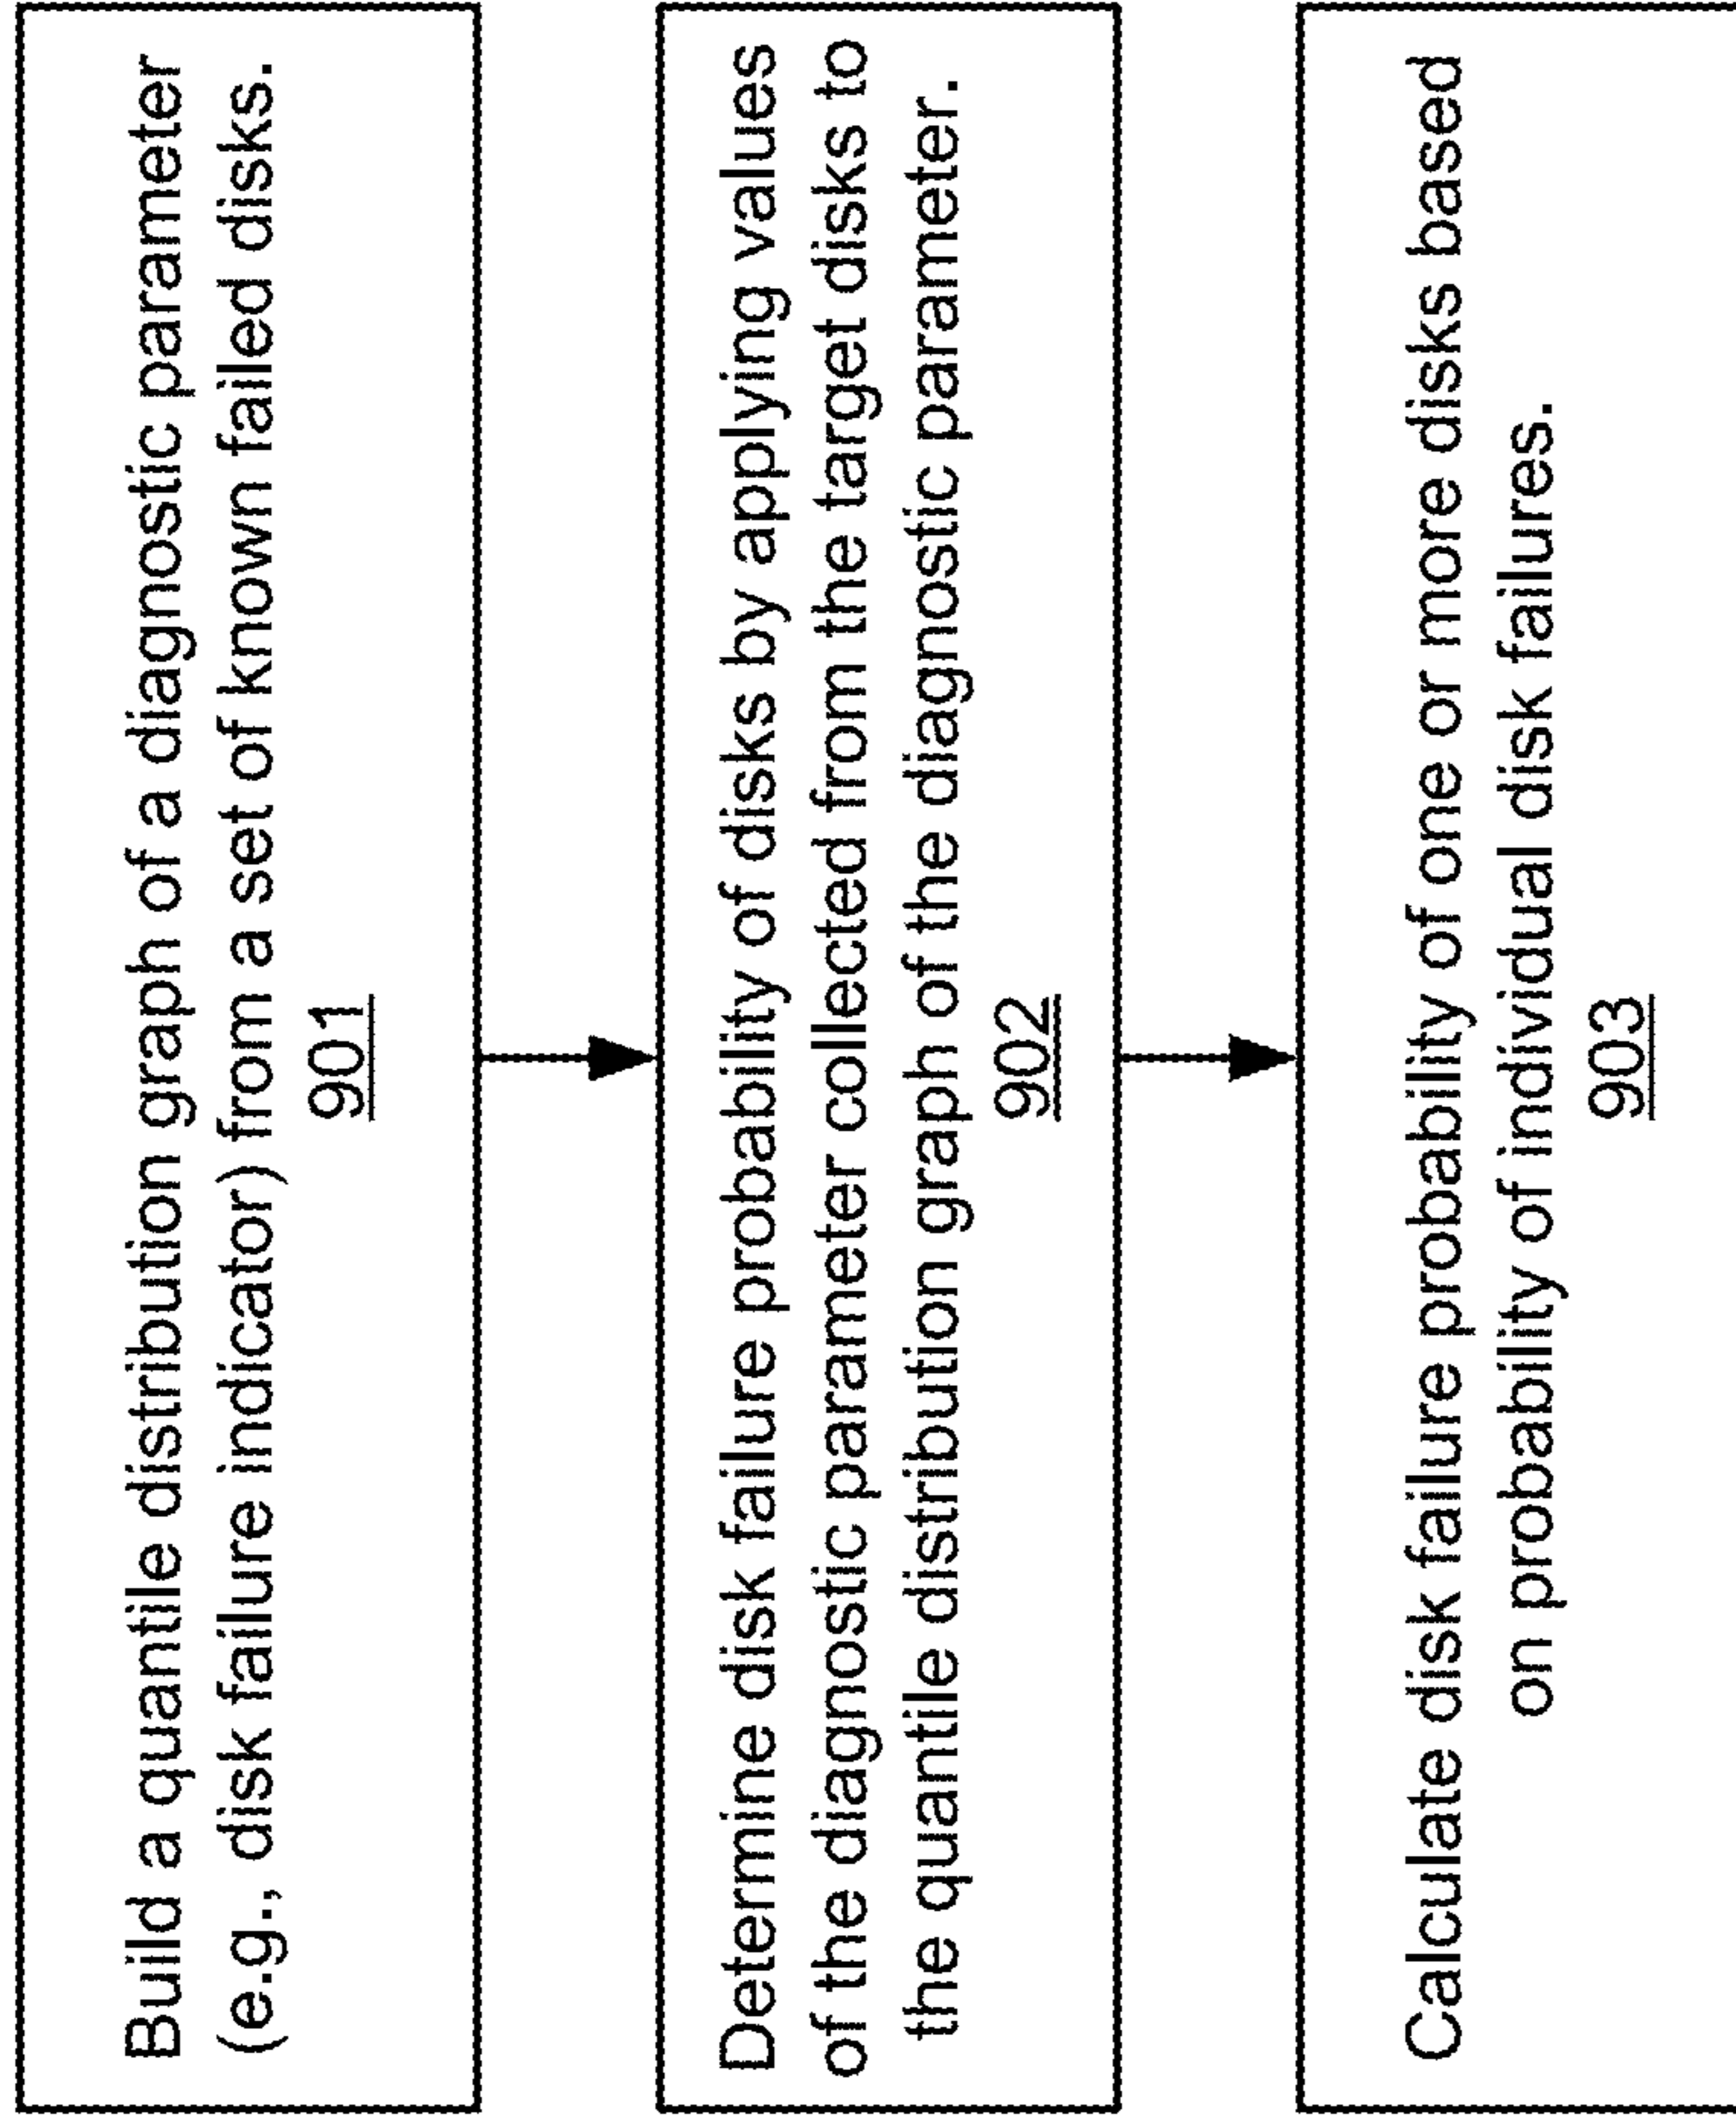 Build a quantile distribution graph of a diagnostic parameter
(e.g., disk failure indicator) from a set of known failed disks.
901
Determine disk failure probability of disks by applying values
of the diagnostic parameter collected from the target disks to
the quantile distribution graph of the diagnostic parameter.
902
Calculate disk failure probability of one or more disks based
on probability of individual disk failures.
903